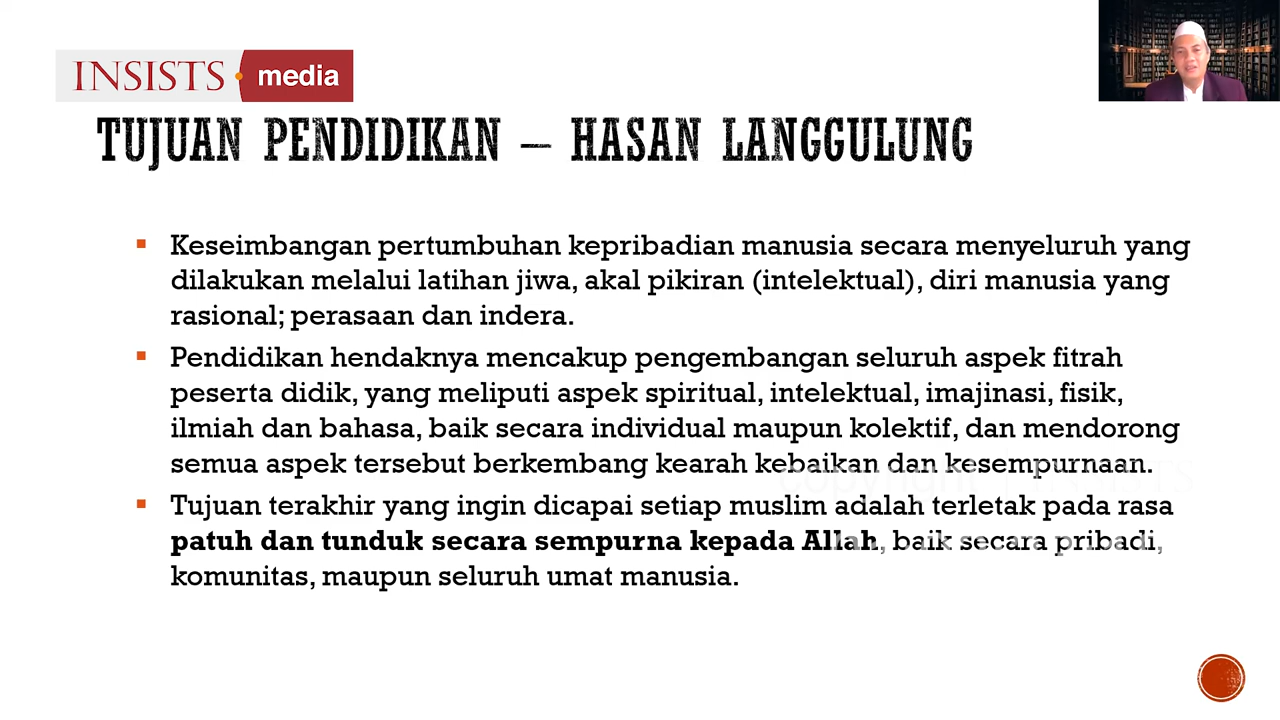 INSISTS media
TUJUAN PENDIDIKAN – HASAN LANGGULUNG
Keseimbangan pertumbuhan kepribadian manusia secara menyeluruh yang
dilakukan melalui latihan jiwa, akal pikiran (intelektual), diri manusia yang
rasional; perasaan dan indera.
Pendidikan hendaknya mencakup pengembangan seluruh aspek fitrah
peserta didik, yang meliputi aspek spiritual, intelektual, imajinasi, fisik,
ilmiah dan bahasa, baik secara individual maupun kolektif, dan mendorong
semua aspek tersebut berkembang kearah kebaikan dan kesempurnaan.
copyright INSISTS
Tujuan terakhir yang ingin dicapai setiap muslim adalah terletak pada rasa
patuh dan tunduk secara sempurna kepada Allah, baik secara pribadi,
komunitas, maupun seluruh umat manusia.